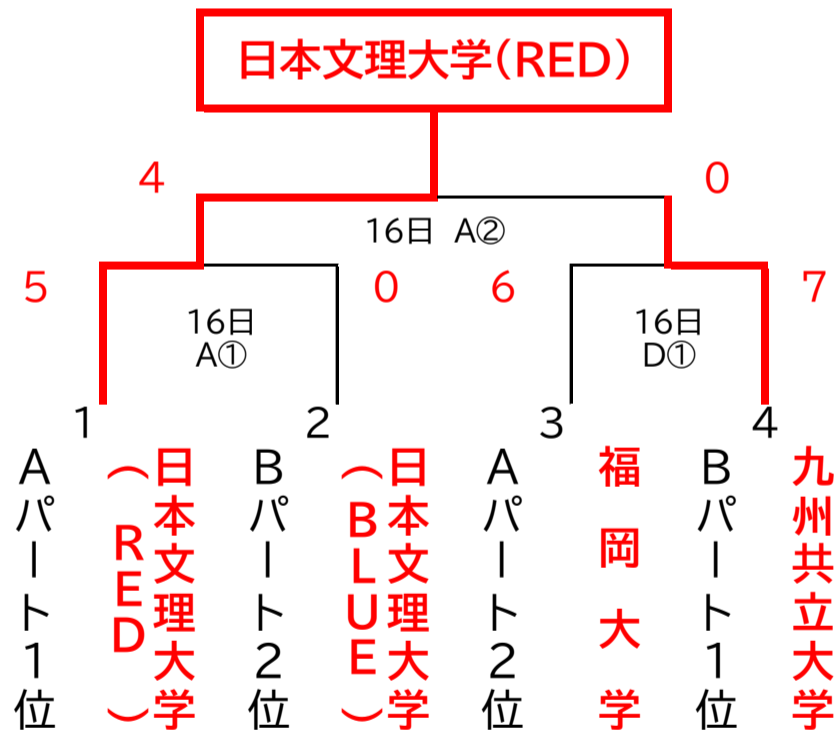 日本文理大学(RED)
4
0
16日 A②
5
0
6
7
16日
A①
16日
D①
1
2
3
4
Aパート1位
日本文理大学
(RED)
Bパート2位
日本文理大学
(BLUE)
Aパート2位
福岡大学
Bパート1位
九州共立大学